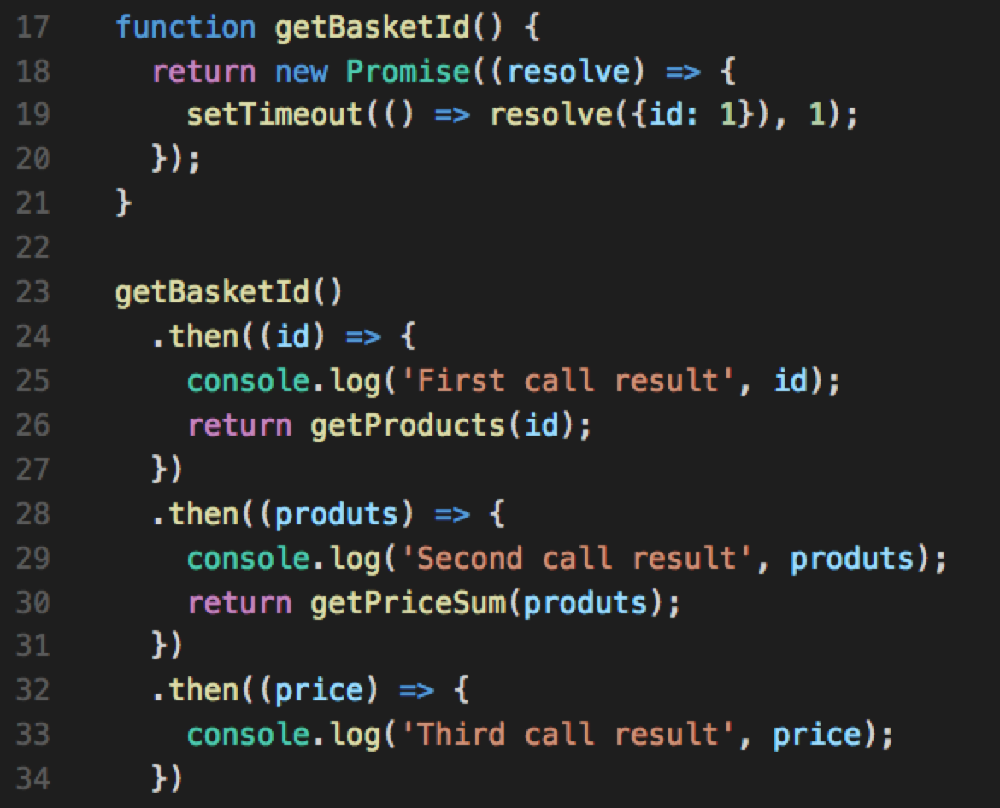 17 function getBasketId() {
18 return new Promise((resolve) => {
19 setTimeout(() => resolve({id: 1}), 1);
20 });
21 }
22
23 getBasketId()
24 .then((id) => {
25 console.log('First call result', id);
26 return getProducts(id);
27 })
28 .then((produts) => {
29 console.log('Second call result', produts);
30 return getPriceSum(produts);
31 })
32 .then((price) => {
33 console.log('Third call result', price);
34 })